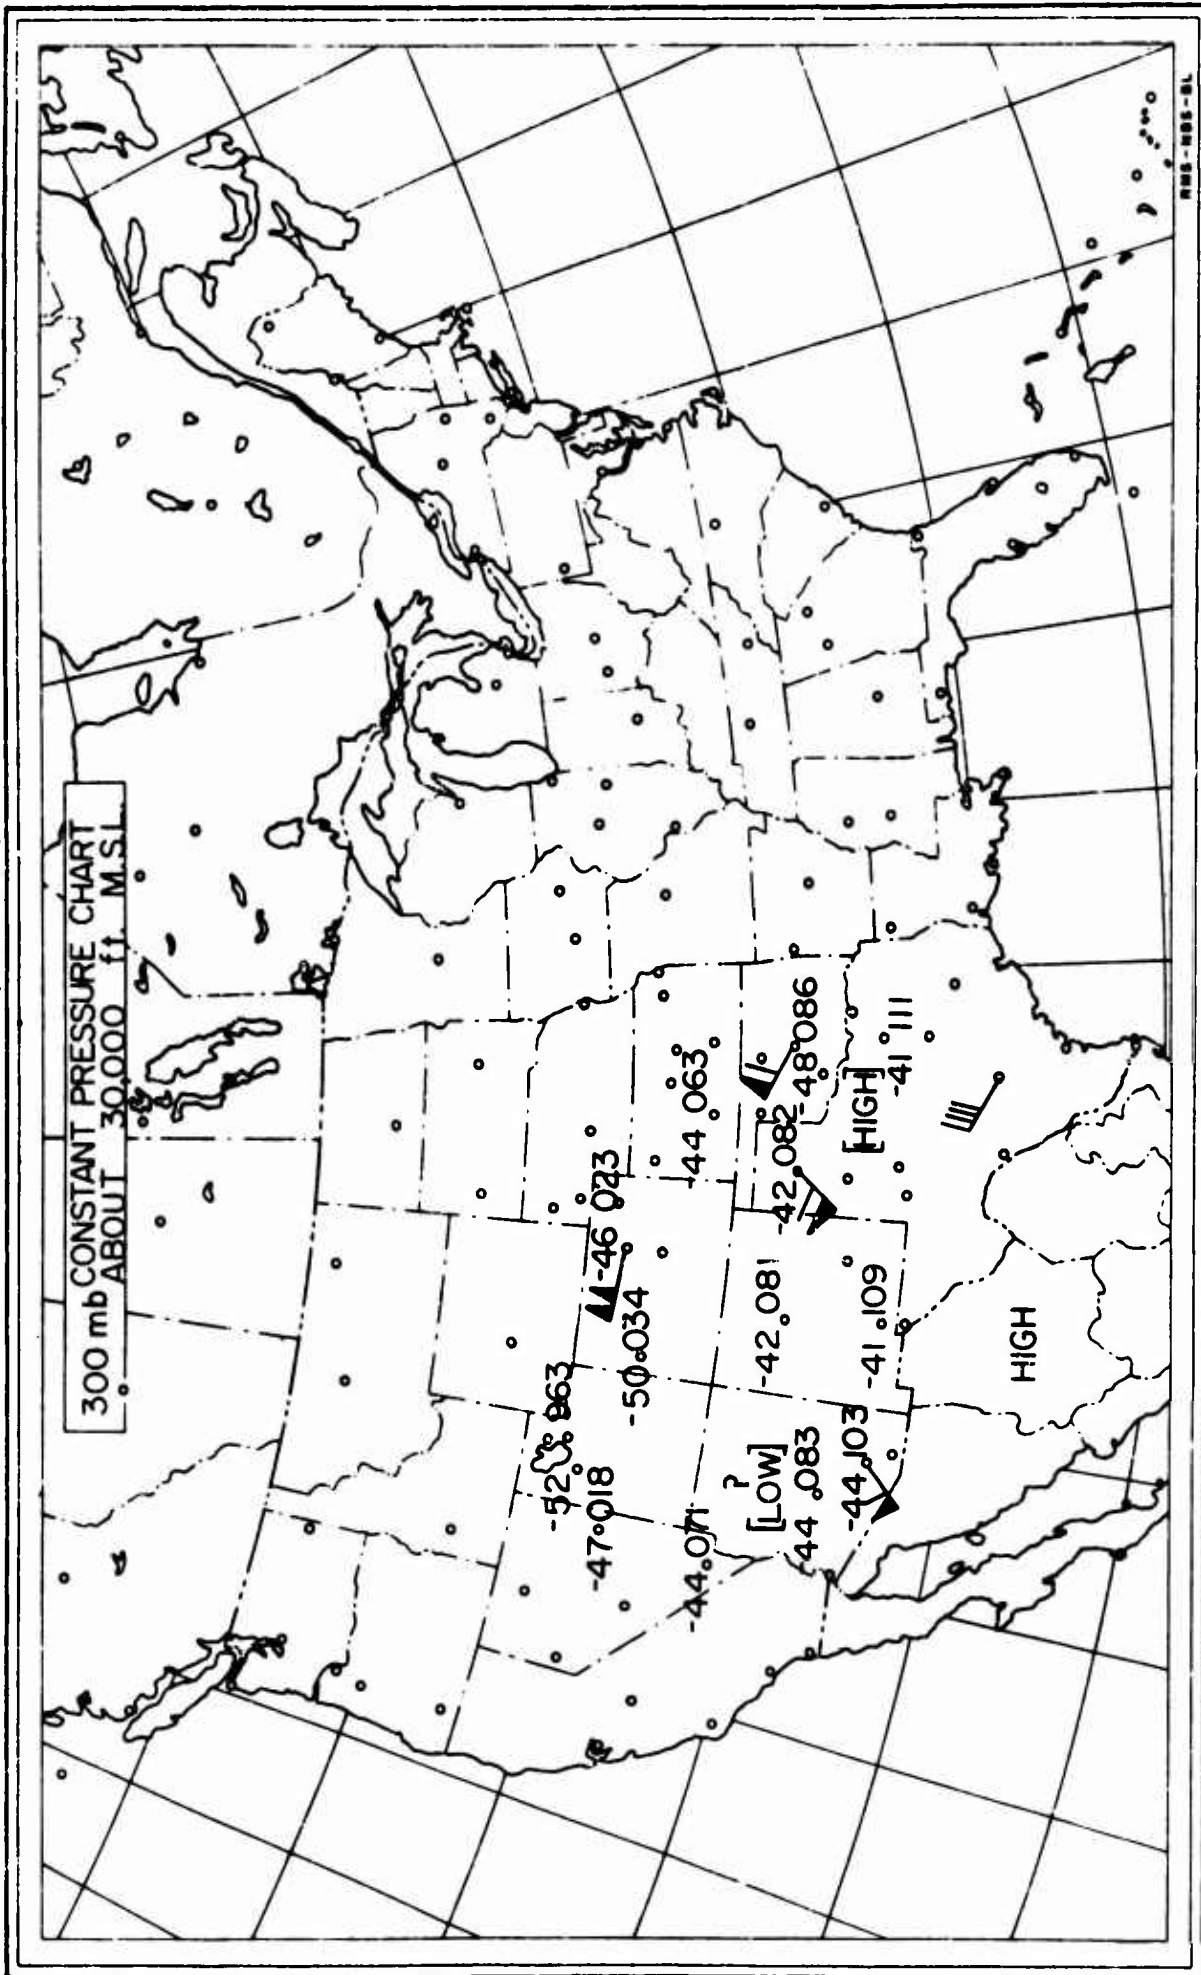 300 mb CONSTANT PRESSURE CHART
ABOUT 30,000 ft. M.S.L.
-52 963
-47 018
-46 023
-50 034
-44 063
-44 071
?
[LOW]
-44 083
-42 081
-42 082
-48 086
-44 103
-41 109
[HIGH]
-41 111
HIGH